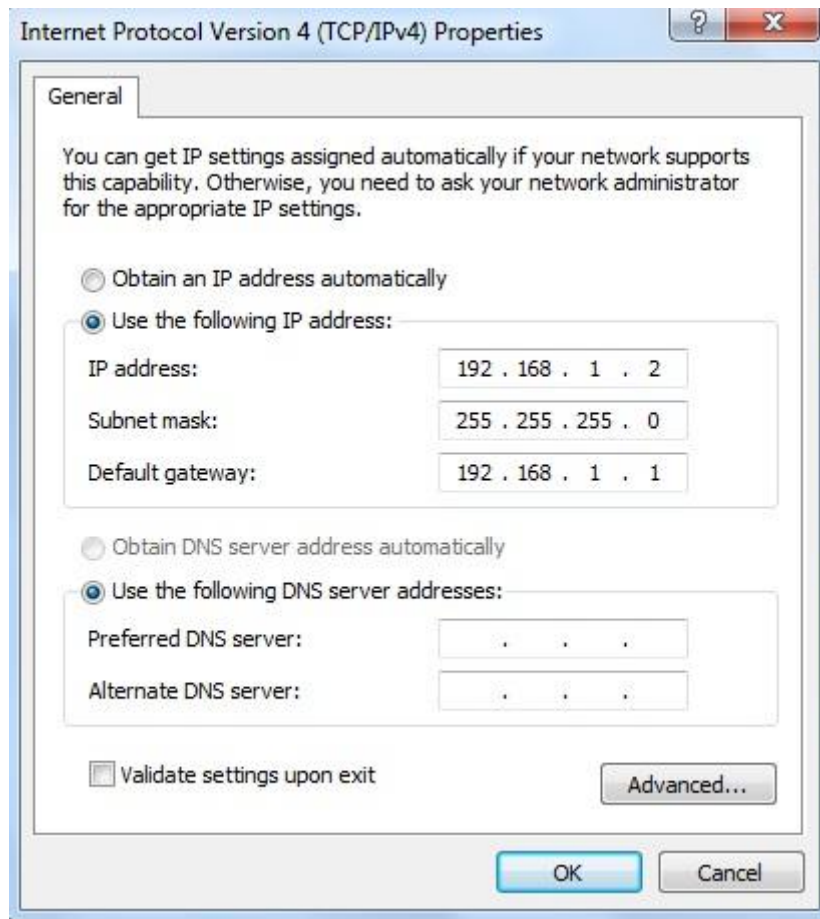 Internet Protocol Version 4 (TCP/IPv4) Properties
?
X
General
You can get IP settings assigned automatically if your network supports
this capability. Otherwise, you need to ask your network administrator
for the appropriate IP settings.
Obtain an IP address automatically
Use the following IP address:
IP address: 192 . 168 . 1 . 2
Subnet mask: 255 . 255 . 255 . 0
Default gateway: 192 . 168 . 1 . 1
Obtain DNS server address automatically
Use the following DNS server addresses:
Preferred DNS server: . . .
Alternate DNS server: . . .
Validate settings upon exit
Advanced...
OK
Cancel